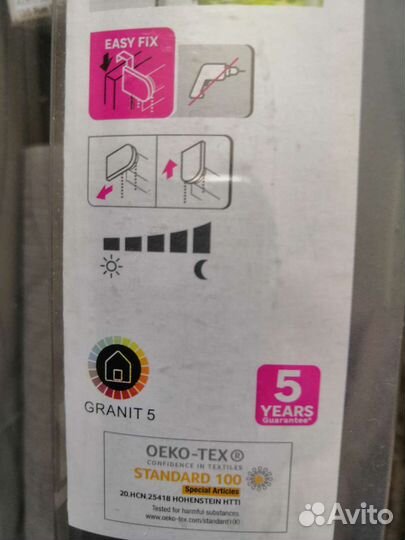 EASY FIX
GRANIT 5
5
YEARS
Guarantee*
OEKO-TEX®
CONFIDENCE IN TEXTILES
STANDARD 100
Special Articles
20.HCN.25418 HOHENSTEIN HTTI
Tested for harmful substances
www.oeko-tex.com/standard100
Avito